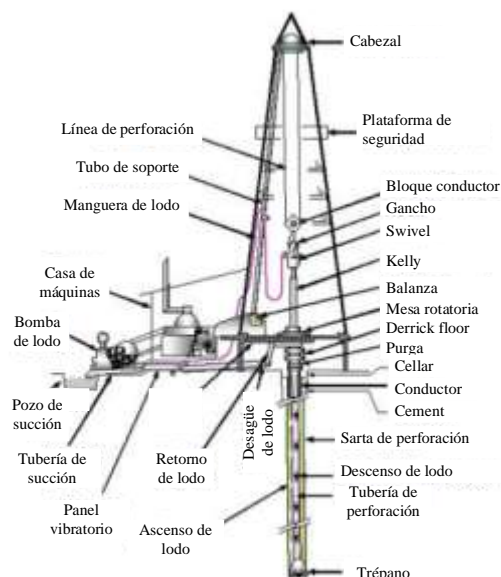 Cabezal
Línea de perforación
Plataforma de
seguridad
Tubo de soporte
Manguera de lodo
Bloque conductor
Gancho
Swivel
Kelly
Casa de
máquinas
Balanza
Mesa rotatoria
Derrick floor
Purga
Bomba
de lodo
Cellar
Conductor
Cement
Pozo de
succión
Desagüe
de lodo
Sarta de perforación
Tubería de
succión
Retorno
de lodo
Descenso de lodo
Tubería de
perforación
Panel
vibratorio
Ascenso de
lodo
Trépano